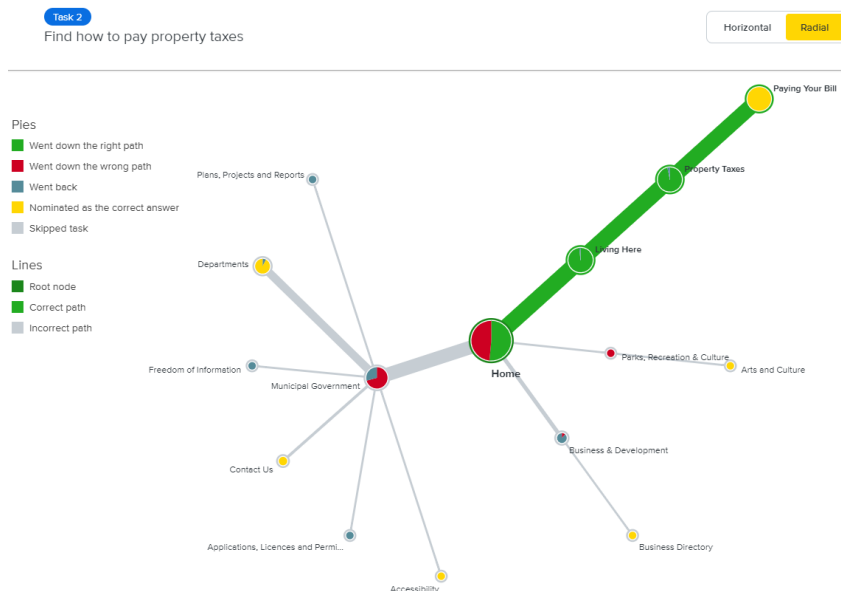 Task 2
Find how to pay property taxes
Horizontal
Radial
Pies
Went down the right path
Went down the wrong path
Went back
Nominated as the correct answer
Skipped task
Lines
Root node
Correct path
Incorrect path
Paying Your Bill
Property Taxes
Living Here
Plans, Projects and Reports
Departments
Freedom of Information
Municipal Government
Home
Parks, Recreation & Culture
Arts and Culture
Business & Development
Contact Us
Applications, Licences and Permi...
Business Directory
Accessibility